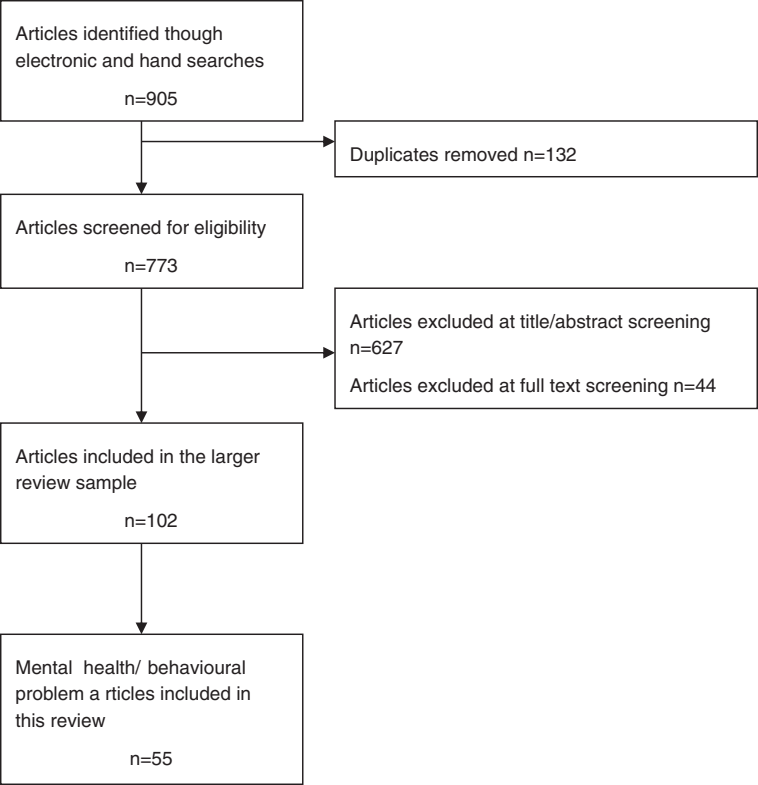 Articles identified though
electronic and hand searches
n=905
Duplicates removed n=132
Articles screened for eligibility
n=773
Articles excluded at title/abstract screening
n=627
Articles excluded at full text screening n=44
Articles included in the larger
review sample
n=102
Mental health/ behavioural
problem a rticles included in
this review
n=55